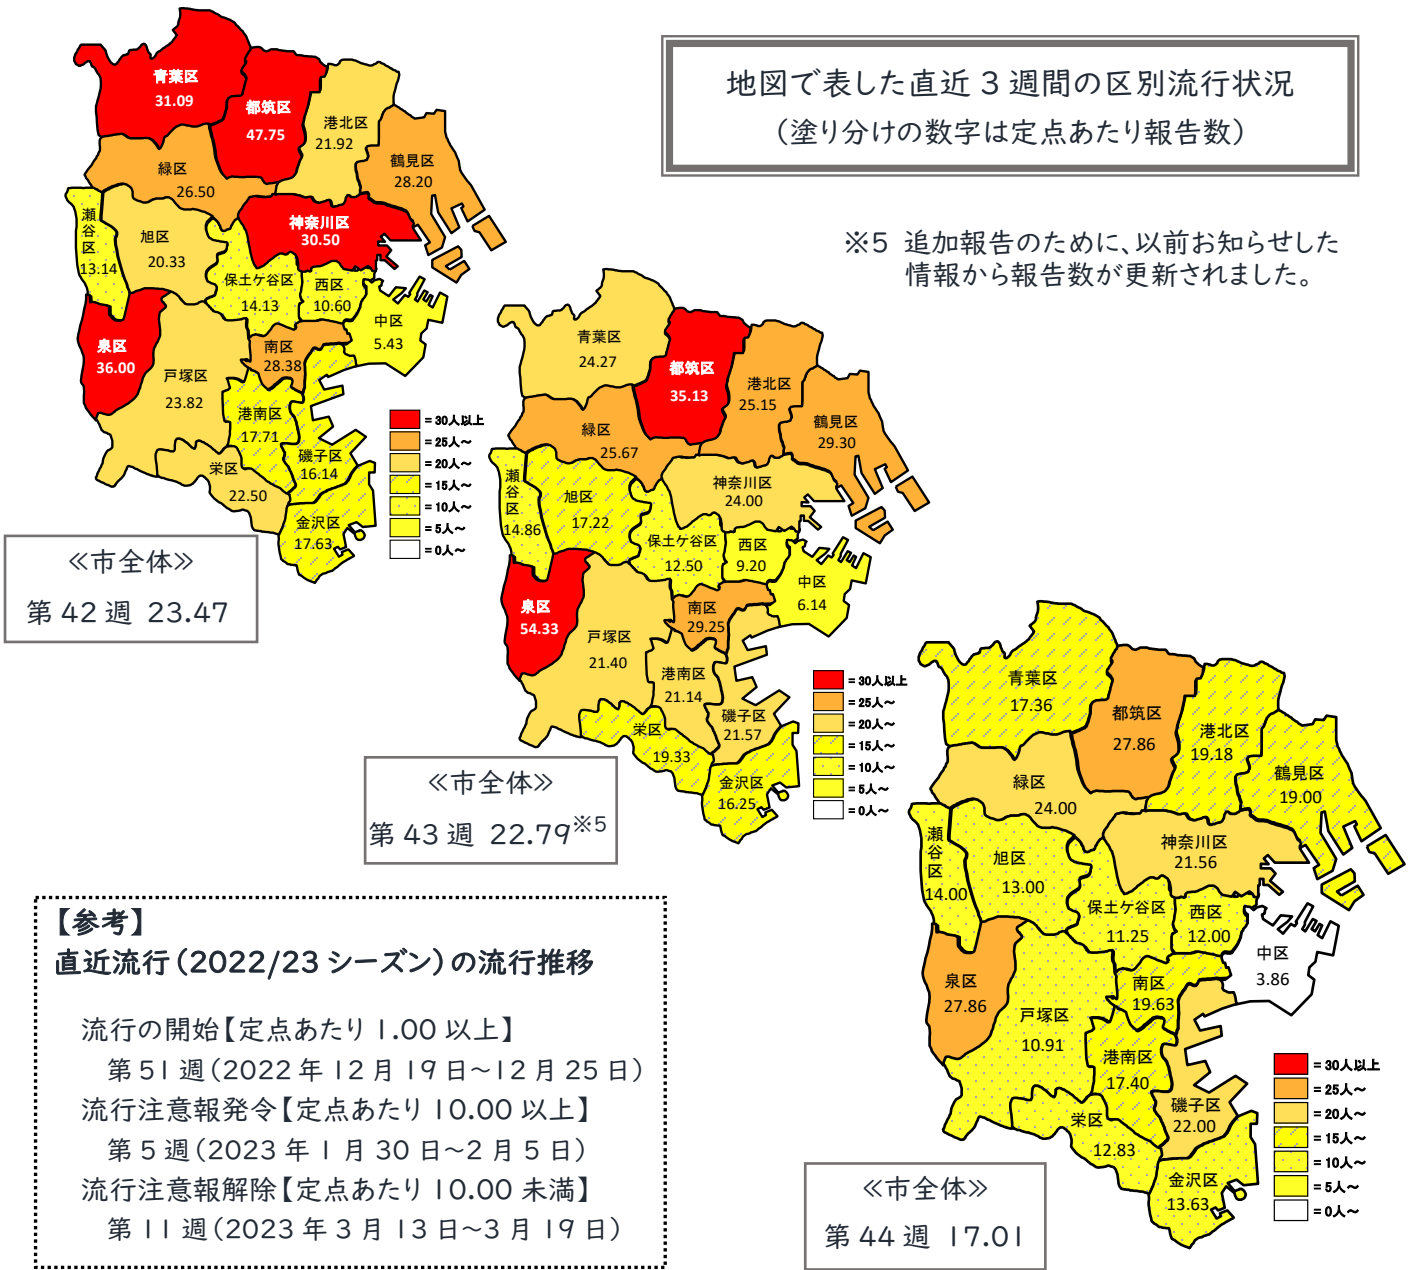 地図で表した直近３週間の区別流行状況
（塗り分けの数字は定点あたり報告数）
※5 追加報告のために、以前お知らせした
情報から報告数が更新されました。
青葉区
31.09
都筑区
47.75
港北区
21.92
鶴見区
28.20
緑区
26.50
神奈川区
30.50
瀬谷区
13.14
旭区
20.33
保土ケ谷区
14.13
西区
10.60
中区
5.43
泉区
36.00
戸塚区
23.82
南区
28.38
港南区
17.71
磯子区
16.14
栄区
22.50
金沢区
17.63
= 30人以上
= 25人～
= 20人～
= 15人～
= 10人～
= 5人～
= 0人～
≪市全体≫
第 42 週 23.47
青葉区
24.27
都筑区
35.13
港北区
25.15
鶴見区
29.30
緑区
25.67
神奈川区
24.00
瀬谷区
14.86
旭区
17.22
保土ケ谷区
12.50
西区
9.20
中区
6.14
泉区
54.33
戸塚区
21.40
南区
29.25
港南区
21.14
磯子区
21.57
栄区
19.33
金沢区
16.25
= 30人以上
= 25人～
= 20人～
= 15人～
= 10人～
= 5人～
= 0人～
≪市全体≫
第 43 週 22.79※5
青葉区
17.36
都筑区
27.86
港北区
19.18
鶴見区
19.00
緑区
24.00
神奈川区
21.56
瀬谷区
14.00
旭区
13.00
保土ケ谷区
11.25
西区
12.00
中区
3.86
泉区
27.86
戸塚区
10.91
南区
19.63
港南区
17.40
磯子区
22.00
栄区
12.83
金沢区
13.63
= 30人以上
= 25人～
= 20人～
= 15人～
= 10人～
= 5人～
= 0人～
≪市全体≫
第 44 週 17.01
【参考】
直近流行（2022/23 シーズン）の流行推移
流行の開始【定点あたり 1.00 以上】
第 51 週（2022 年 12 月 19 日～12 月 25 日）
流行注意報発令【定点あたり 10.00 以上】
第 5 週（2023 年 1 月 30 日～2 月 5 日）
流行注意報解除【定点あたり 10.00 未満】
第 11 週（2023 年 3 月 13 日～3 月 19 日）